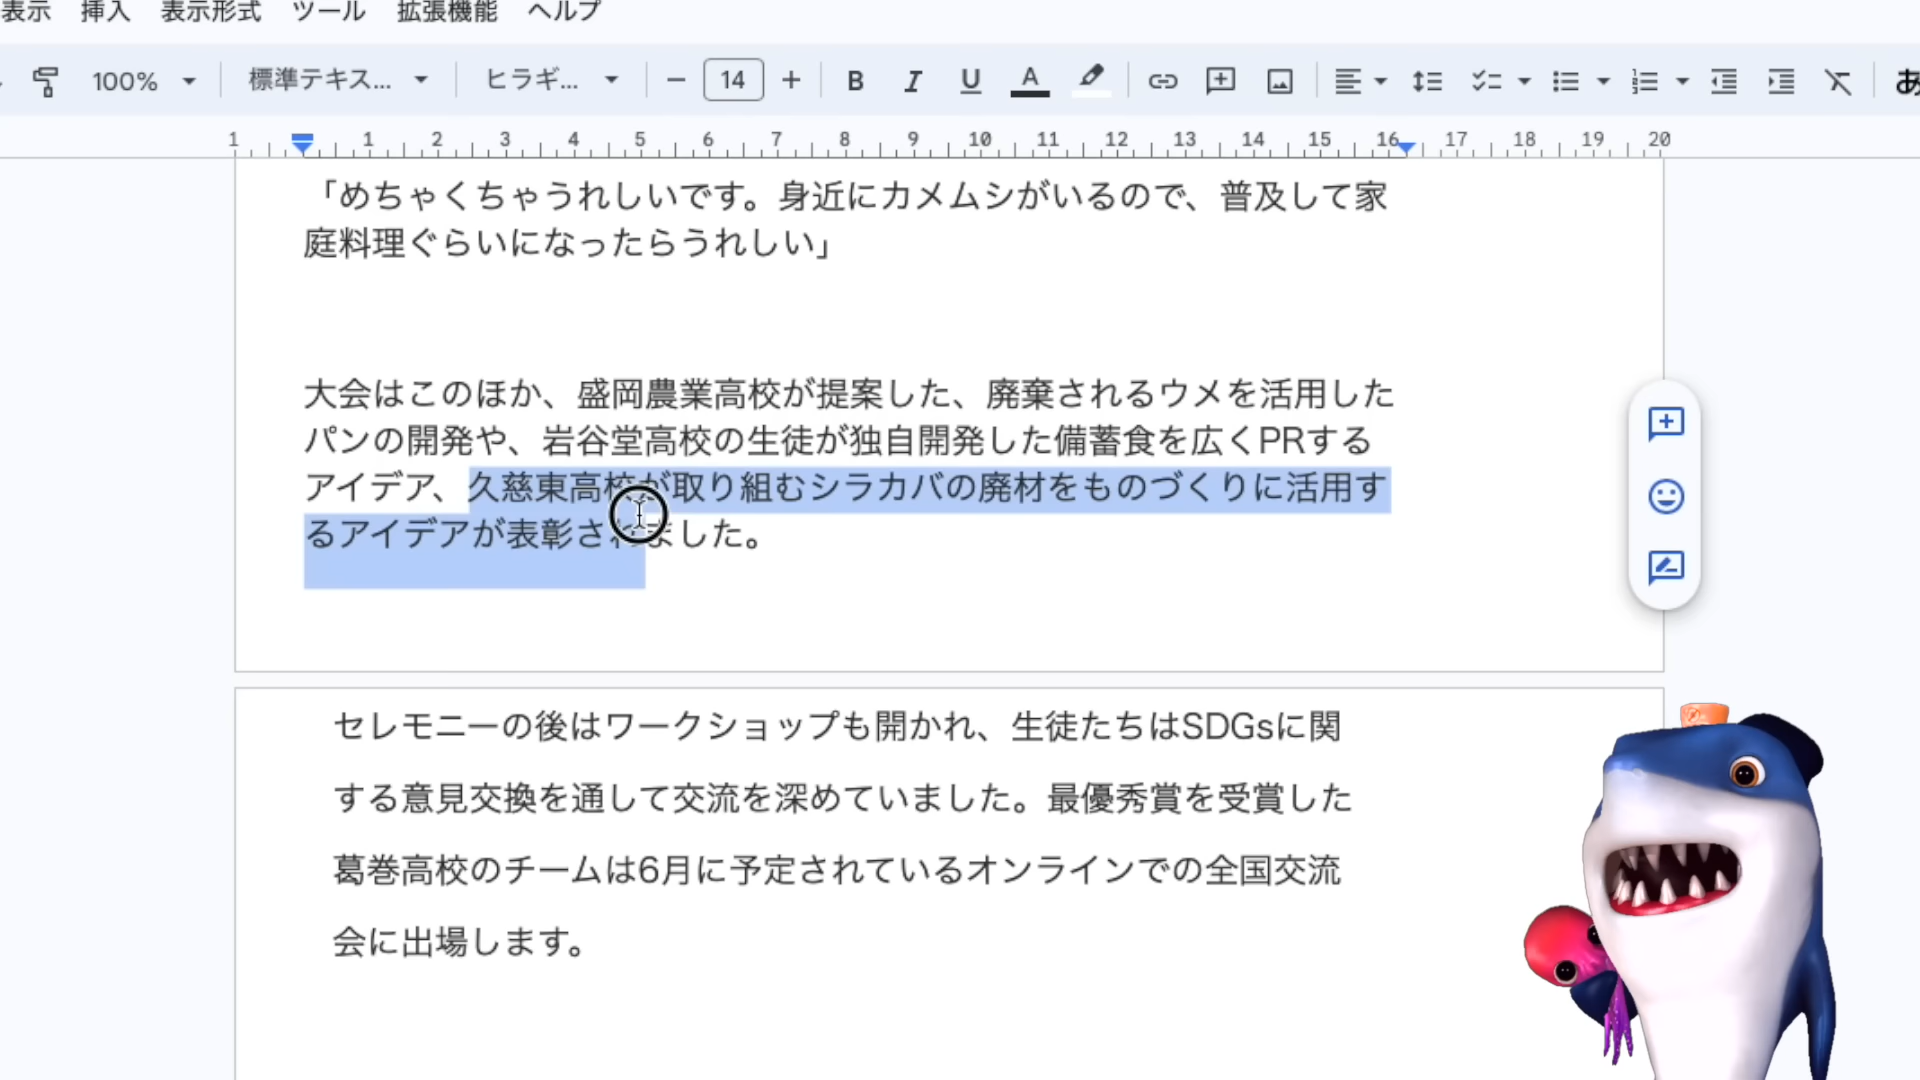 表示 挿入 表示形式 ツール 拡張機能 ヘルプ
100% 標準テキス... ヒラギ... − 14 + B I U A あ
1 1 2 3 4 5 6 7 8 9 10 11 12 13 14 15 16 17 18 19 20
「めちゃくちゃうれしいです。身近にカメムシがいるので、普及して家
庭料理ぐらいになったらうれしい」
大会はこのほか、盛岡農業高校が提案した、廃棄されるウメを活用した
パンの開発や、岩谷堂高校の生徒が独自開発した備蓄食を広くPRする
アイデア、久慈東高校が取り組むシラカバの廃材をものづくりに活用す
るアイデアが表彰されました。
セレモニーの後はワークショップも開かれ、生徒たちはSDGsに関
する意見交換を通して交流を深めていました。最優秀賞を受賞した
葛巻高校のチームは6月に予定されているオンラインでの全国交流
会に出場します。